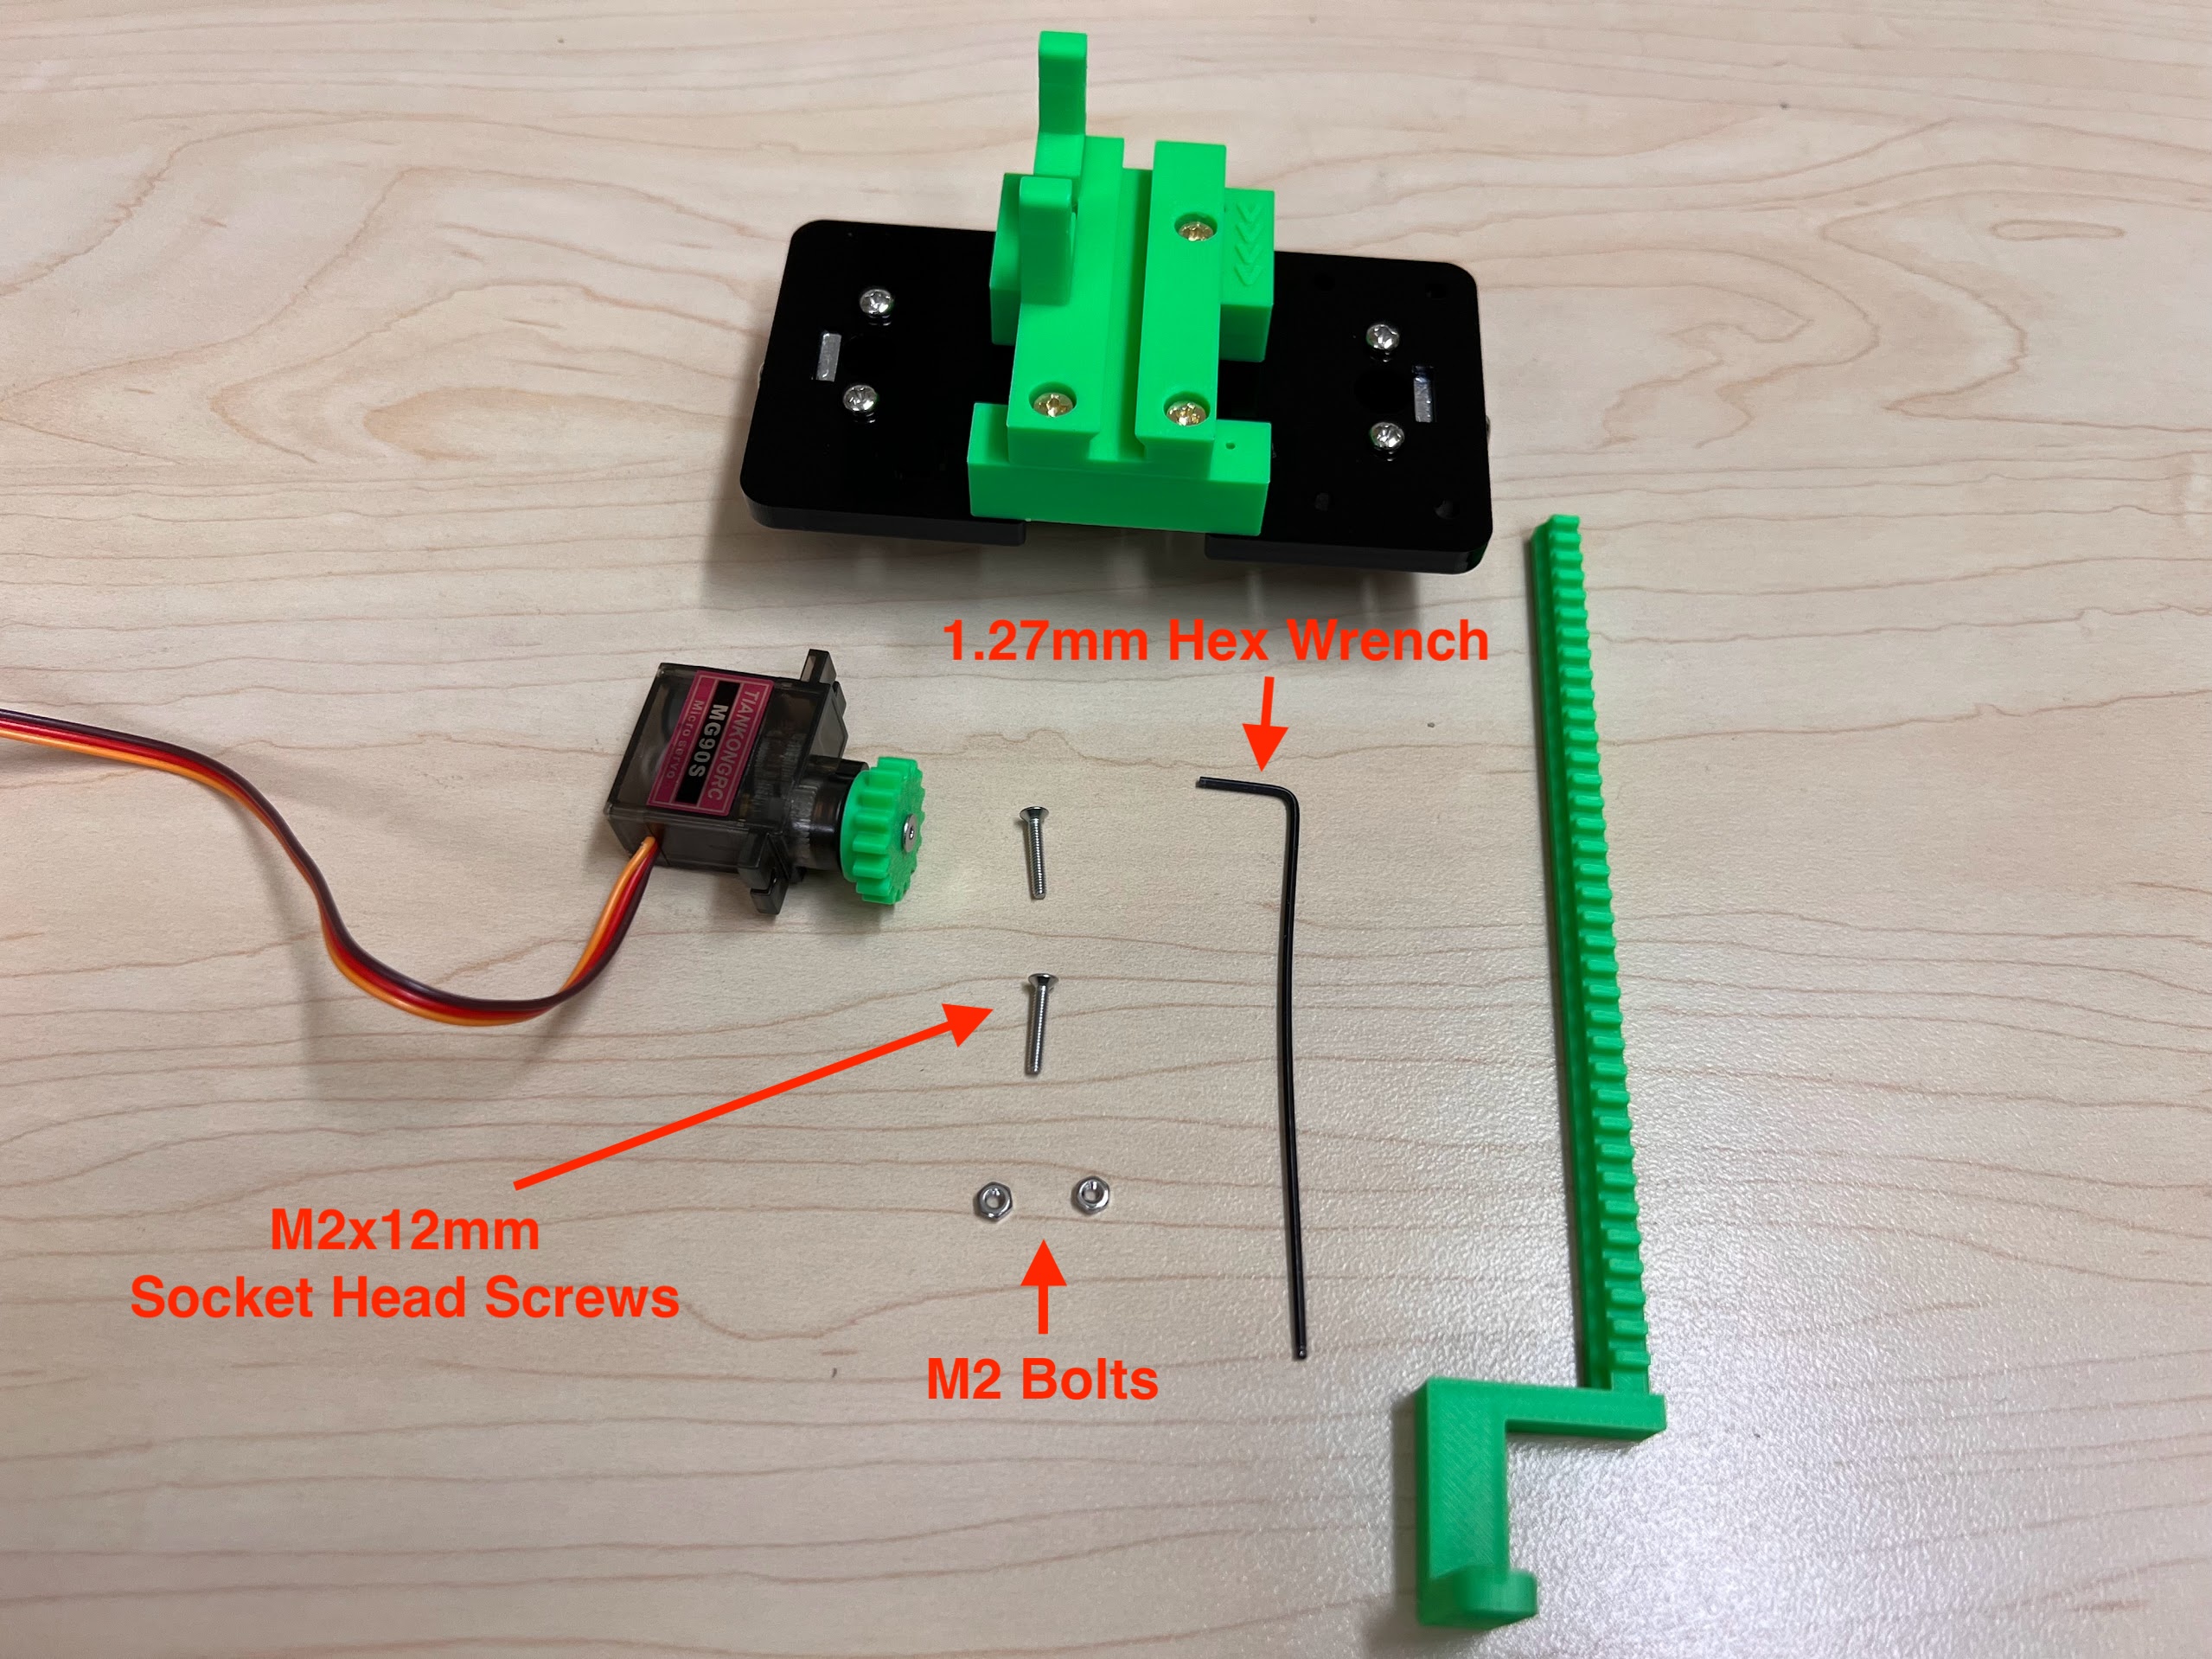 1.27mm Hex Wrench
TIANKONGRC
MG90S
Micro servo
M2x12mm
Socket Head Screws
M2 Bolts